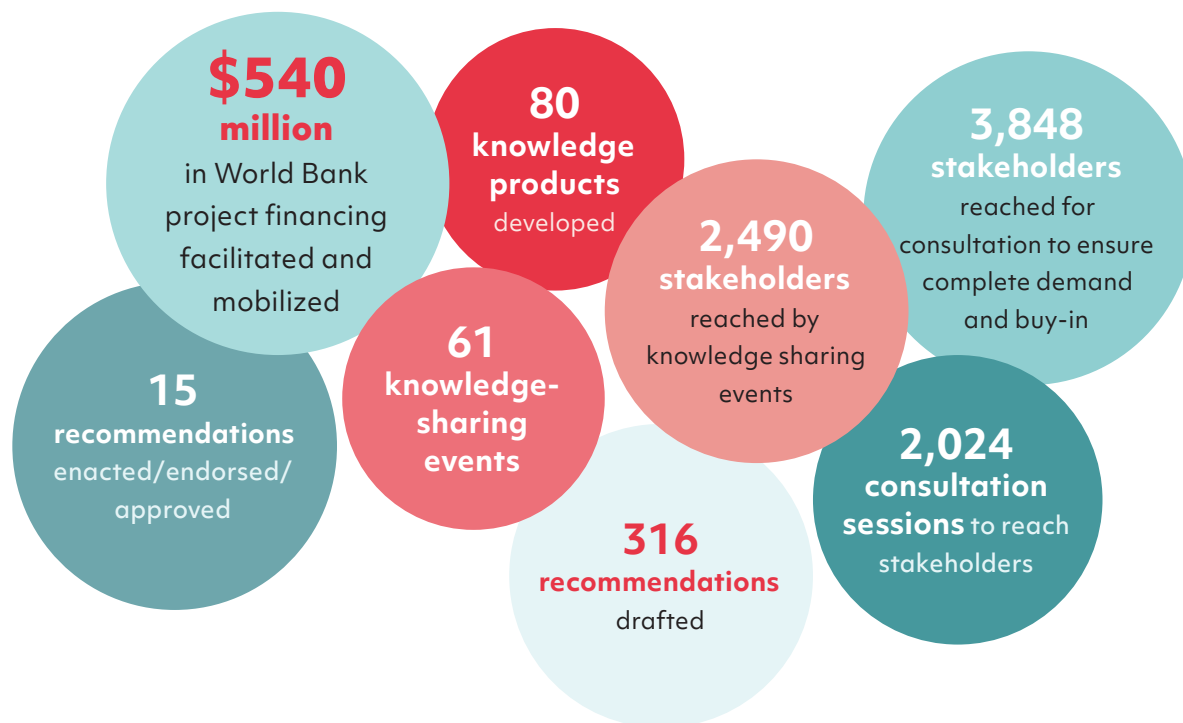 $540
million
in World Bank
project financing
facilitated and
mobilized
80
knowledge
products
developed
3,848
stakeholders
reached for
consultation to ensure
complete demand
and buy-in
2,490
stakeholders
reached by
knowledge sharing
events
15
recommendations
enacted/endorsed/
approved
61
knowledge-
sharing
events
2,024
consultation
sessions to reach
stakeholders
316
recommendations
drafted